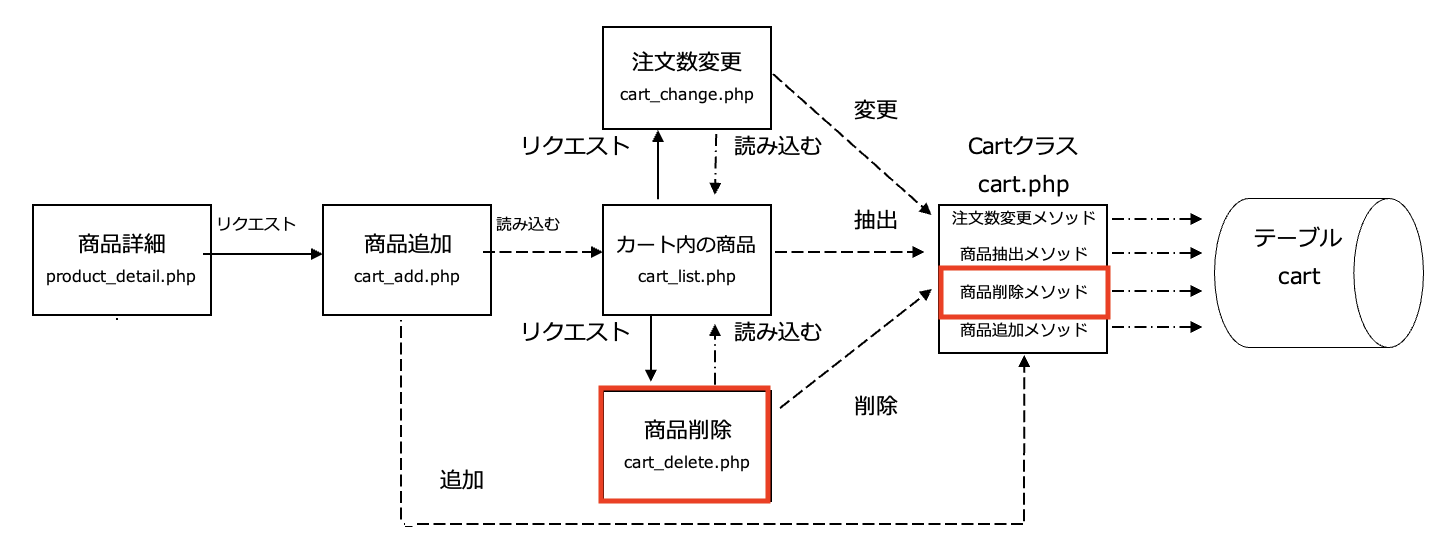 注文数変更
cart_change.php
変更
リクエスト
読み込む
Cartクラス
cart.php
商品詳細
product_detail.php
リクエスト
商品追加
cart_add.php
読み込む
カート内の商品
cart_list.php
抽出
注文数変更メソッド
商品抽出メソッド
商品削除メソッド
商品追加メソッド
テーブル
cart
リクエスト
読み込む
商品削除
cart_delete.php
削除
追加